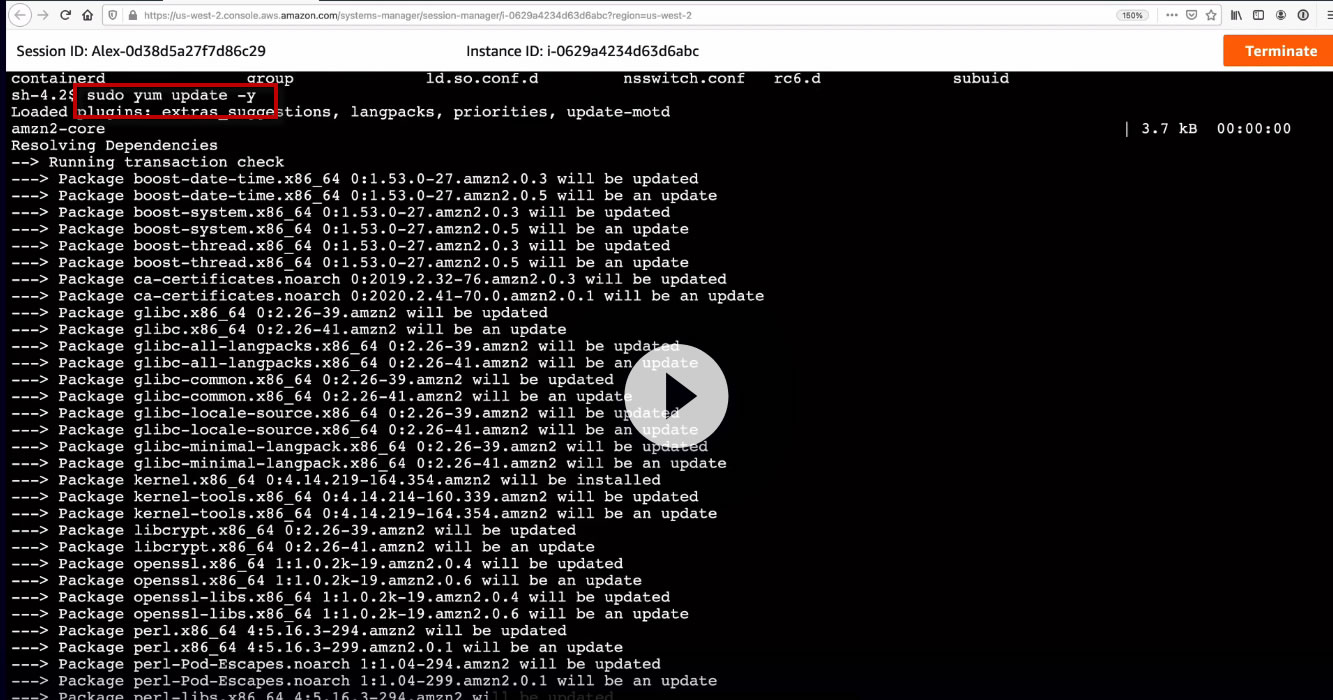 https://us-west-2.console.aws.amazon.com/systems-manager/session-manager/i-0629a4234d63d6abc?region=us-west-2 150%
Session ID: Alex-0d38d5a27f7d86c29 Instance ID: i-0629a4234d63d6abc Terminate
containerd group ld.so.conf.d nsswitch.conf rc6.d subuid
sh-4.2$ sudo yum update -y
Loaded plugins: extras_suggestions, langpacks, priorities, update-motd
amzn2-core | 3.7 kB 00:00:00
Resolving Dependencies
--> Running transaction check
---> Package boost-date-time.x86_64 0:1.53.0-27.amzn2.0.3 will be updated
---> Package boost-date-time.x86_64 0:1.53.0-27.amzn2.0.5 will be an update
---> Package boost-system.x86_64 0:1.53.0-27.amzn2.0.3 will be updated
---> Package boost-system.x86_64 0:1.53.0-27.amzn2.0.5 will be an update
---> Package boost-thread.x86_64 0:1.53.0-27.amzn2.0.3 will be updated
---> Package boost-thread.x86_64 0:1.53.0-27.amzn2.0.5 will be an update
---> Package ca-certificates.noarch 0:2019.2.32-76.amzn2.0.3 will be updated
---> Package ca-certificates.noarch 0:2020.2.41-70.0.amzn2.0.1 will be an update
---> Package glibc.x86_64 0:2.26-39.amzn2 will be updated
---> Package glibc.x86_64 0:2.26-41.amzn2 will be an update
---> Package glibc-all-langpacks.x86_64 0:2.26-39.amzn2 will be updated
---> Package glibc-all-langpacks.x86_64 0:2.26-41.amzn2 will be an update
---> Package glibc-common.x86_64 0:2.26-39.amzn2 will be updated
---> Package glibc-common.x86_64 0:2.26-41.amzn2 will be an update
---> Package glibc-locale-source.x86_64 0:2.26-39.amzn2 will be updated
---> Package glibc-locale-source.x86_64 0:2.26-41.amzn2 will be an update
---> Package glibc-minimal-langpack.x86_64 0:2.26-39.amzn2 will be updated
---> Package glibc-minimal-langpack.x86_64 0:2.26-41.amzn2 will be an update
---> Package kernel.x86_64 0:4.14.219-164.354.amzn2 will be installed
---> Package kernel-tools.x86_64 0:4.14.214-160.339.amzn2 will be updated
---> Package kernel-tools.x86_64 0:4.14.219-164.354.amzn2 will be an update
---> Package libcrypt.x86_64 0:2.26-39.amzn2 will be updated
---> Package libcrypt.x86_64 0:2.26-41.amzn2 will be an update
---> Package openssl.x86_64 1:1.0.2k-19.amzn2.0.4 will be updated
---> Package openssl.x86_64 1:1.0.2k-19.amzn2.0.6 will be an update
---> Package openssl-libs.x86_64 1:1.0.2k-19.amzn2.0.4 will be updated
---> Package openssl-libs.x86_64 1:1.0.2k-19.amzn2.0.6 will be an update
---> Package perl.x86_64 4:5.16.3-294.amzn2 will be updated
---> Package perl.x86_64 4:5.16.3-299.amzn2.0.1 will be an update
---> Package perl-Pod-Escapes.noarch 1:1.04-294.amzn2 will be updated
---> Package perl-Pod-Escapes.noarch 1:1.04-299.amzn2.0.1 will be an update
---> Package perl-libs.x86_64 4:5.16.3-294.amzn2 will be updated